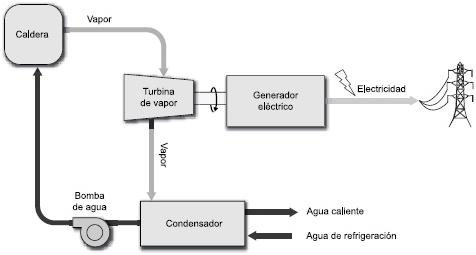 Caldera
Vapor
Turbina
de vapor
Generador
eléctrico
Electricidad
Vapor
Bomba
de agua
Condensador
Agua caliente
Agua de refrigeración